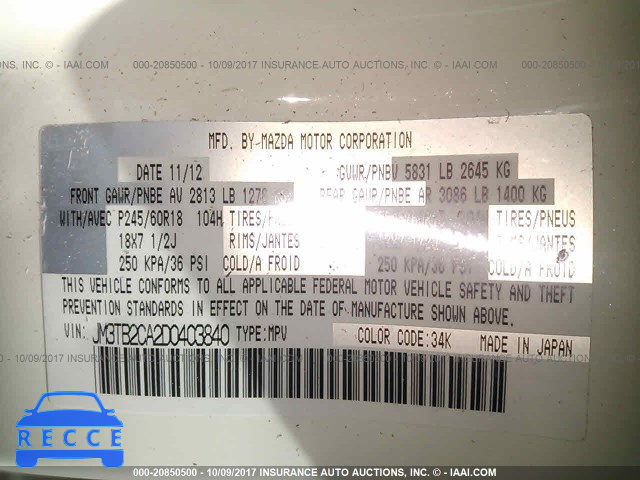 NC. - © - IAAI.COM 000-20850500 - 10/09/2017 INSURANCE AUTO AUCTIONS, INC. - © - IAAI.COM
MFD. BY MAZDA MOTOR CORPORATION
DATE 11/12 GVWR/PNBV 5831 LB 2645 KG
FRONT GAWR/PNBE AV 2813 LB KG REAR GAWR/PNBE AR 3086 LB 1400 KG
WITH/AVEC P245/60R18 104H TIRES/ TIRES/PNEUS
18X7 1/2J RIMS/JANTES RIMS/JANTES
250 KPA/36 PSI COLD/A FROID 250 KPA/36 PSI COLD/A FROID
THIS VEHICLE CONFORMS TO ALL APPLICABLE FEDERAL MOTOR VEHICLE SAFETY AND THEFT
PREVENTION STANDARDS IN EFFECT ON THE DATE OF MANUFACTURE SHOWN ABOVE.
VIN: JM3TB2CA2D0403840 TYPE:MPV COLOR CODE:34K MADE IN JAPAN
RECCE
000-20850500 - 10/09/2017 INSURANCE AUTO AUCTIONS, INC. - © - IAAI.COM